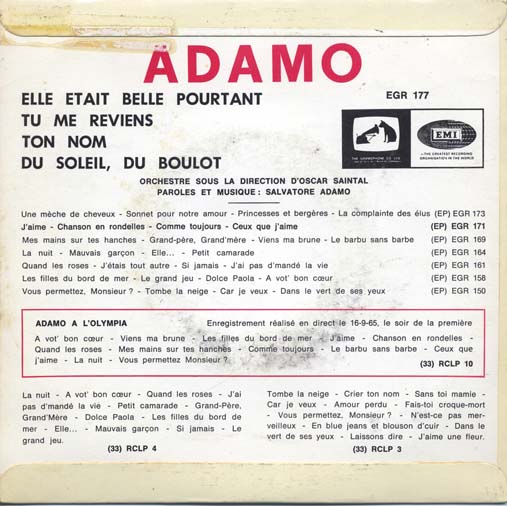 ADAMO
ELLE ETAIT BELLE POURTANT
TU ME REVIENS
TON NOM
DU SOLEIL, DU BOULOT
EGR 177
THE GRAMOPHONE CO. LTD.
EMI
THE GREATEST RECORDING
ORGANISATION IN THE WORLD
ORCHESTRE SOUS LA DIRECTION D'OSCAR SAINTAL
PAROLES ET MUSIQUE : SALVATORE ADAMO
Une mèche de cheveux - Sonnet pour notre amour - Princesses et bergères - La complainte des élus (EP) EGR 173
J'aime - Chanson en rondelles - Comme toujours - Ceux que j'aime (EP) EGR 171
Mes mains sur tes hanches - Grand-père, Grand'mère - Viens ma brune - Le barbu sans barbe (EP) EGR 169
La nuit - Mauvais garçon - Elle... - Petit camarade (EP) EGR 164
Quand les roses - J'étais tout autre - Si jamais - J'ai pas d'mandé la vie (EP) EGR 161
Les filles du bord de mer - Le grand jeu - Dolce Paola - A vot' bon cœur (EP) EGR 158
Vous permettez, Monsieur ? - Tombe la neige - Car je veux - Dans le vert de ses yeux (EP) EGR 150
ADAMO A L'OLYMPIA Enregistrement réalisé en direct le 16-9-65, le soir de la première
A vot' bon cœur - Viens ma brune - Les filles du bord de mer - J'aime - Chanson en rondelles -
Quand les roses - Mes mains sur tes hanches - Comme toujours - Le barbu sans barbe - Ceux que
j'aime - La nuit - Vous permettez Monsieur ?
(33) RCLP 10
La nuit - A vot' bon cœur - Quand les roses - J'ai
pas d'mandé la vie - Petit camarade - Grand-Père,
Grand'Mère - Dolce Paola - Les filles du bord de
mer - Elle... - Mauvais garçon - Si jamais - Le
grand jeu.
(33) RCLP 4
Tombe la neige - Crier ton nom - Sans toi mamie -
Car je veux - Amour perdu - Fais-toi croque-mort
- Vous permettez, Monsieur ? - N'est-ce pas mer-
veilleux - En blue jeans et blouson d'cuir - Dans le
vert de ses yeux - Laissons dire - J'aime une fleur.
(33) RCLP 3